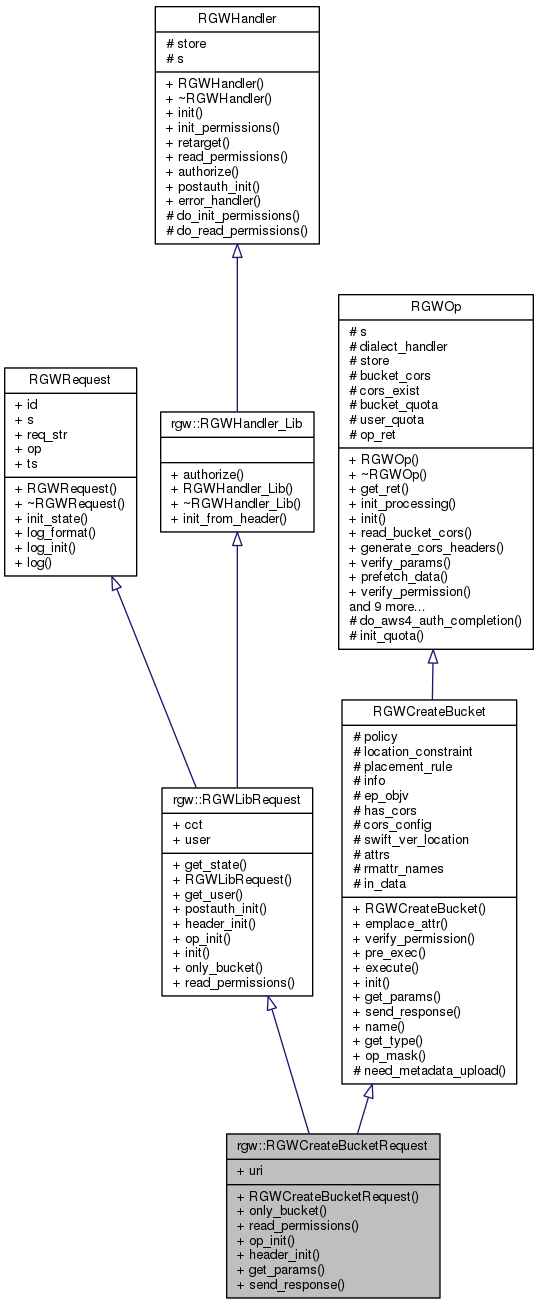 RGWHandler
# store
# s
+ RGWHandler()
+ ~RGWHandler()
+ init()
+ init_permissions()
+ retarget()
+ read_permissions()
+ authorize()
+ postauth_init()
+ error_handler()
# do_init_permissions()
# do_read_permissions()
RGWOp
# s
# dialect_handler
# store
# bucket_cors
# cors_exist
# bucket_quota
# user_quota
# op_ret
+ RGWOp()
+ ~RGWOp()
+ get_ret()
+ init_processing()
+ init()
+ read_bucket_cors()
+ generate_cors_headers()
+ verify_params()
+ prefetch_data()
+ verify_permission()
and 9 more...
# do_aws4_auth_completion()
# init_quota()
RGWRequest
+ id
+ s
+ req_str
+ op
+ ts
+ RGWRequest()
+ ~RGWRequest()
+ init_state()
+ log_format()
+ log_init()
+ log()
rgw::RGWHandler_Lib
+ authorize()
+ RGWHandler_Lib()
+ ~RGWHandler_Lib()
+ init_from_header()
RGWCreateBucket
# policy
# location_constraint
# placement_rule
# info
# ep_objv
# has_cors
# cors_config
# swift_ver_location
# attrs
# rmattr_names
# in_data
+ RGWCreateBucket()
+ emplace_attr()
+ verify_permission()
+ pre_exec()
+ execute()
+ init()
+ get_params()
+ send_response()
+ name()
+ get_type()
+ op_mask()
# need_metadata_upload()
rgw::RGWLibRequest
+ cct
+ user
+ get_state()
+ RGWLibRequest()
+ get_user()
+ postauth_init()
+ header_init()
+ op_init()
+ init()
+ only_bucket()
+ read_permissions()
rgw::RGWCreateBucketRequest
+ uri
+ RGWCreateBucketRequest()
+ only_bucket()
+ read_permissions()
+ op_init()
+ header_init()
+ get_params()
+ send_response()